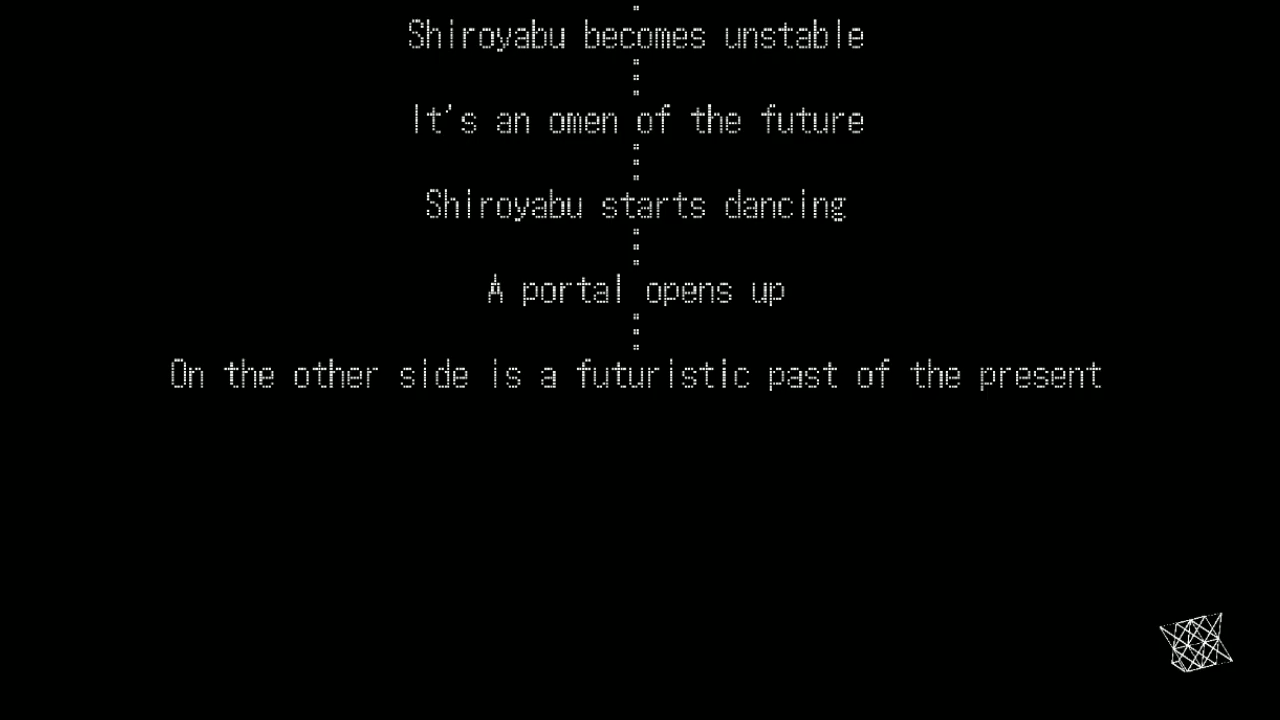 Shiroyabu becomes unstable
It's an omen of the future
Shiroyabu starts dancing
A portal opens up
On the other side is a futuristic past of the present